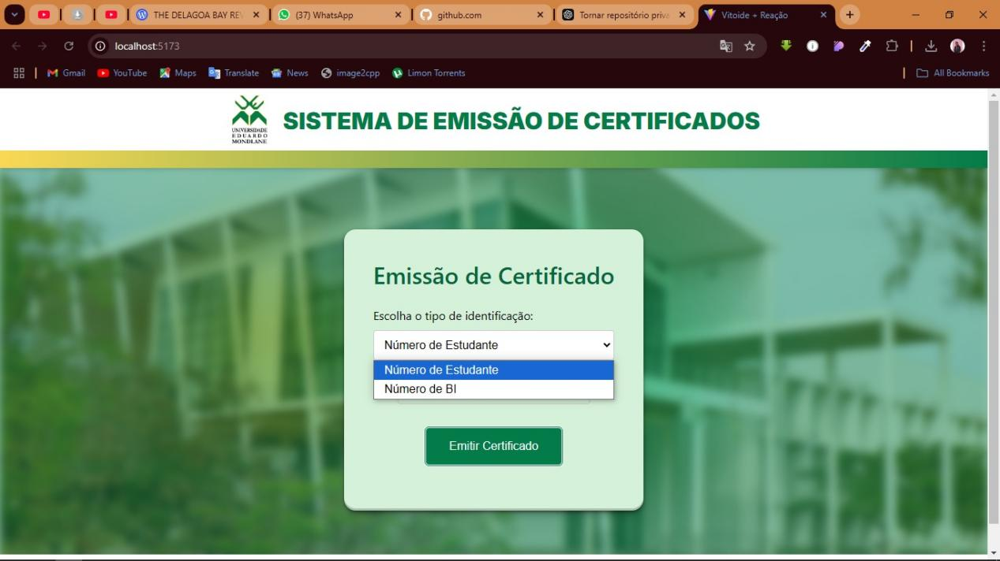 THE DELAGOA BAY RE
(37) WhatsApp
github.com
Tornar repositório priva
Vitoide + Reação
localhost:5173
Gmail
YouTube
Maps
Translate
News
image2cpp
Limon Torrents
All Bookmarks
UNIVERSIDADE
EDUARDO
MONDLANE
SISTEMA DE EMISSÃO DE CERTIFICADOS
Emissão de Certificado
Escolha o tipo de identificação:
Número de Estudante
Número de Estudante
Número de BI
Emitir Certificado